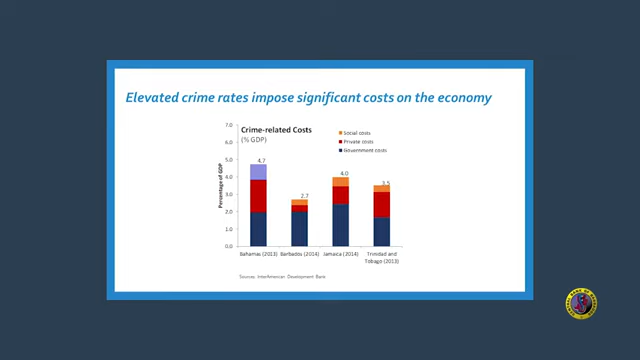 Elevated crime rates impose significant costs on the economy
Crime-related Costs
(% GDP)
Social costs
Private costs
Government costs
Percentage of GDP
7.0
6.0
5.0
4.0
3.0
2.0
1.0
0.0
4.7
2.7
4.0
3.5
Bahamas (2013)
Barbados (2014)
Jamaica (2014)
Trinidad and
Tobago (2013)
Sources: InterAmerican Development Bank